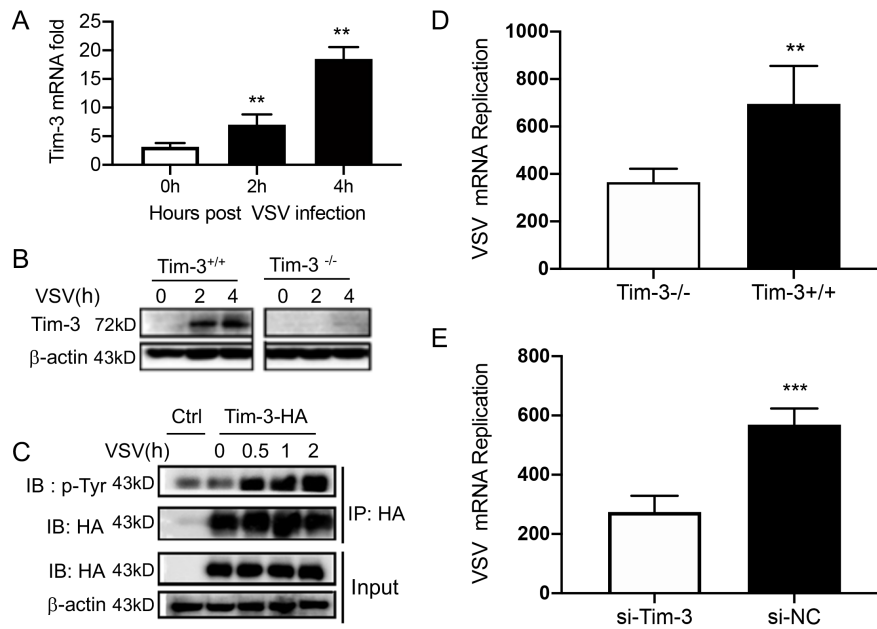 A
Tim-3 mRNA fold
25
20
15
10
5
0
**
**
0h 2h 4h
Hours post VSV infection
B
Tim-3+/+ Tim-3 -/-
VSV(h) 0 2 4 0 2 4
Tim-3 72kD
β-actin 43kD
C
Ctrl Tim-3-HA
VSV(h) 0 0.5 1 2
IB : p-Tyr 43kD
IB: HA 43kD
IP: HA
IB: HA 43kD
β-actin 43kD
Input
D
VSV mRNA Replication
1000
800
600
400
200
0
**
Tim-3-/- Tim-3+/+
E
VSV mRNA Replication
800
600
400
200
0
***
si-Tim-3 si-NC